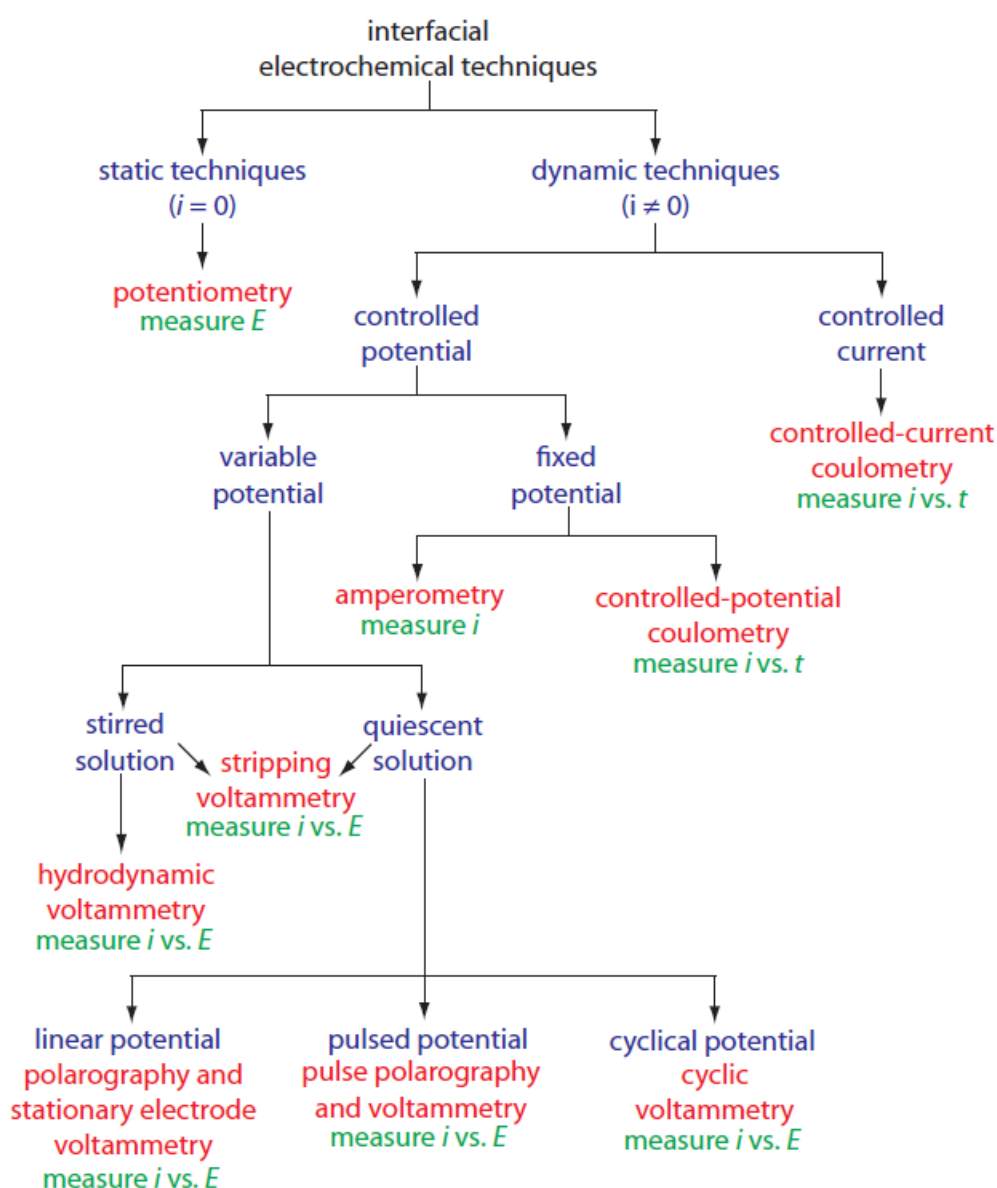 interfacial
electrochemical techniques
static techniques
(i = 0)
dynamic techniques
(i ≠ 0)
potentiometry
measure E
controlled
potential
controlled
current
controlled-current
coulometry
measure i vs. t
variable
potential
fixed
potential
amperometry
measure i
controlled-potential
coulometry
measure i vs. t
stirred
solution
quiescent
solution
stripping
voltammetry
measure i vs. E
hydrodynamic
voltammetry
measure i vs. E
linear potential
polarography and
stationary electrode
voltammetry
measure i vs. E
pulsed potential
pulse polarography
and voltammetry
measure i vs. E
cyclical potential
cyclic
voltammetry
measure i vs. E